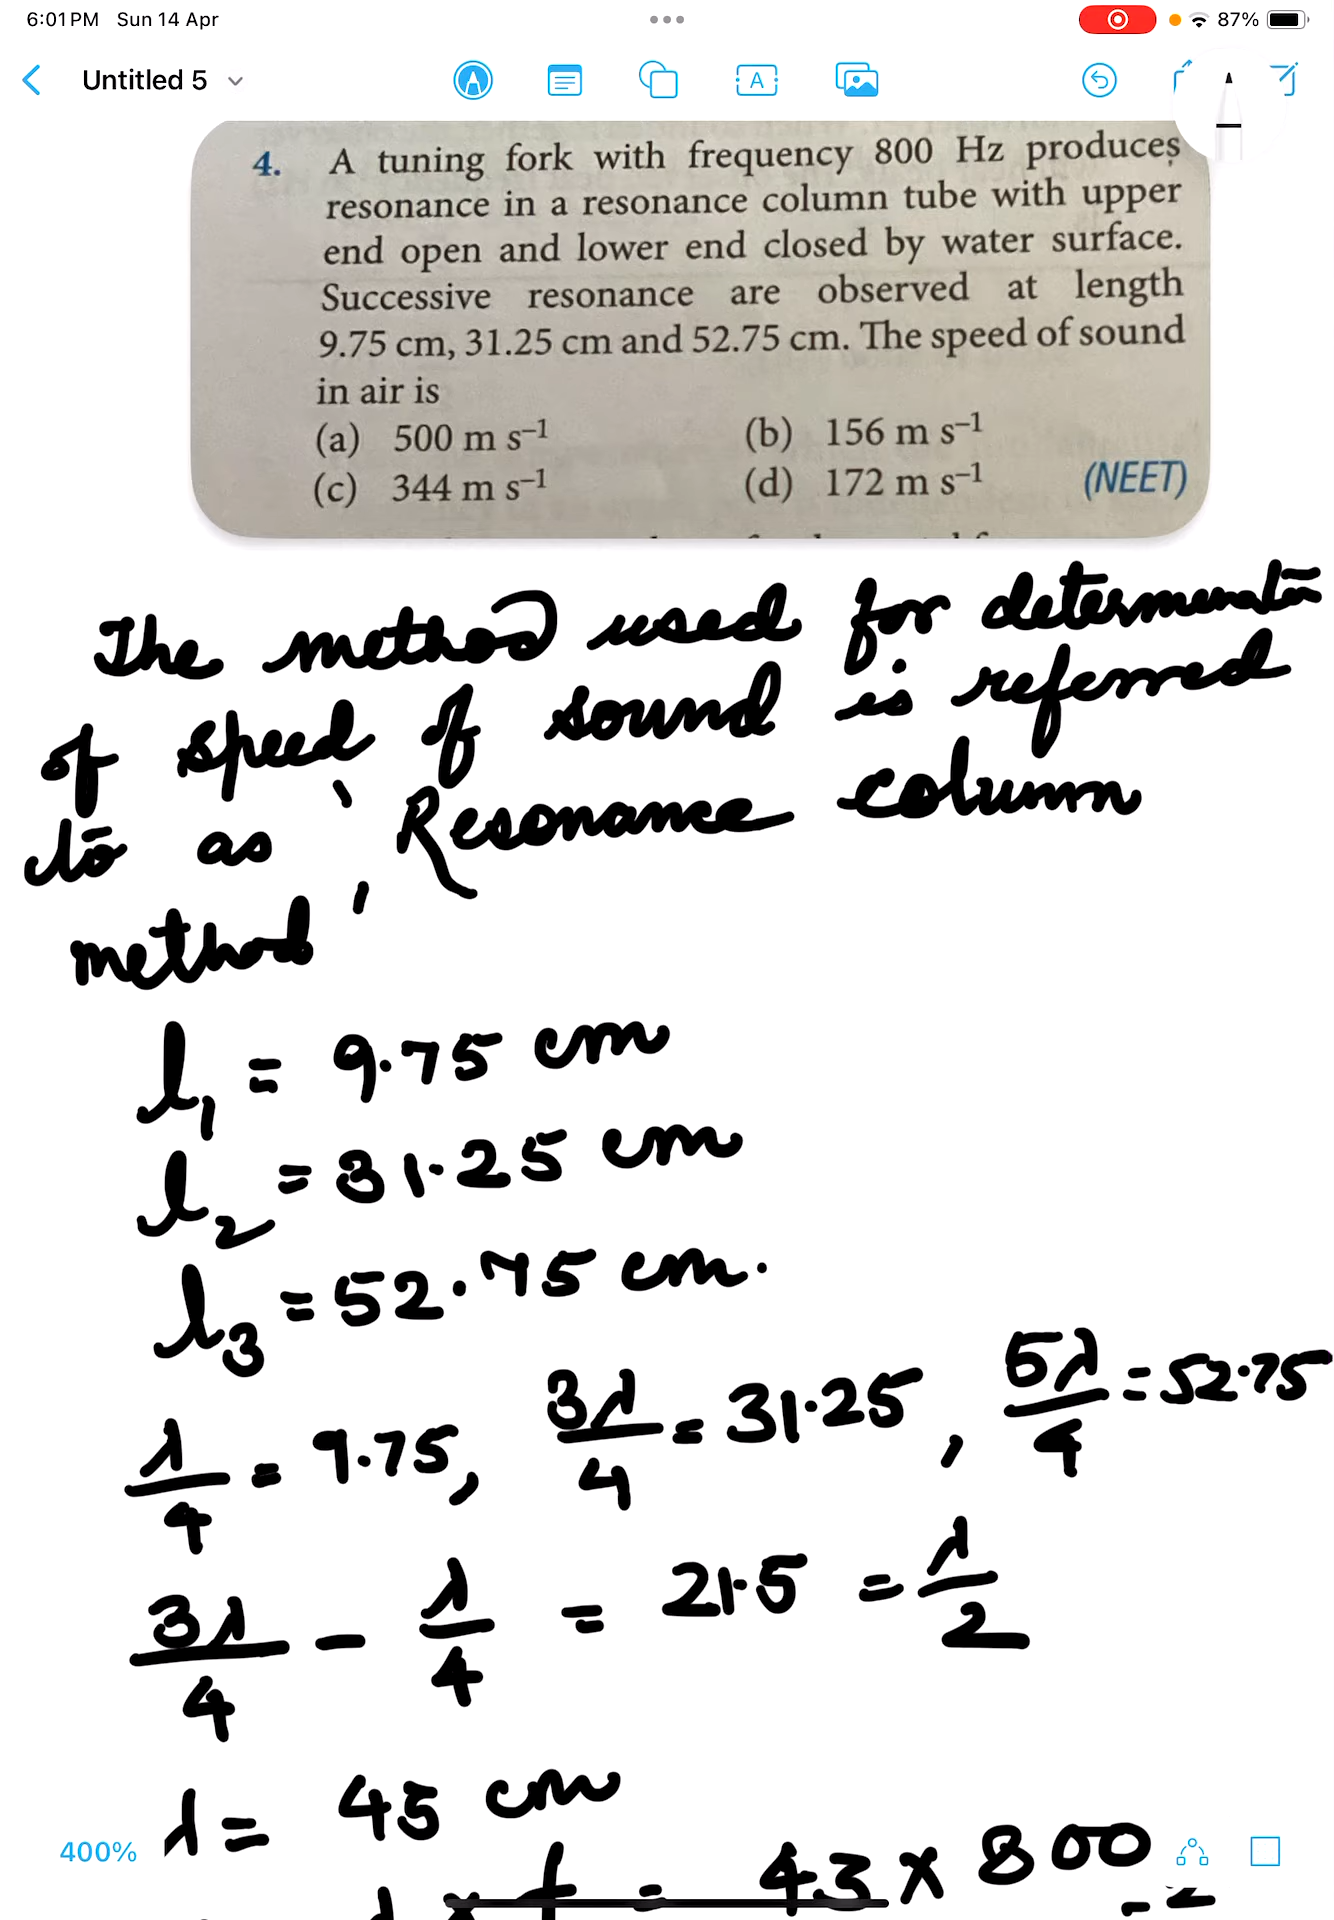 6:01 PM Sun 14 Apr
87%
Untitled 5
A
4. A tuning fork with frequency 800 Hz produces
resonance in a resonance column tube with upper
end open and lower end closed by water surface.
Successive resonance are observed at length
9.75 cm, 31.25 cm and 52.75 cm. The speed of sound
in air is
(a) 500 m s⁻¹ (b) 156 m s⁻¹
(c) 344 m s⁻¹ (d) 172 m s⁻¹ (NEET)
The method used for
of speed of sound is referred
to as 'Resonance column
method'
l₁ = 9.75 cm
l₂ = 31.25 cm
l₃ = 52.75 cm.
λ/4 = 9.75, 3λ/4 = 31.25, 5λ/4 = 52.75
3λ/4 - λ/4 = 21.5 = λ/2
λ = 45 cm
400%
λ × f = 43 × 800